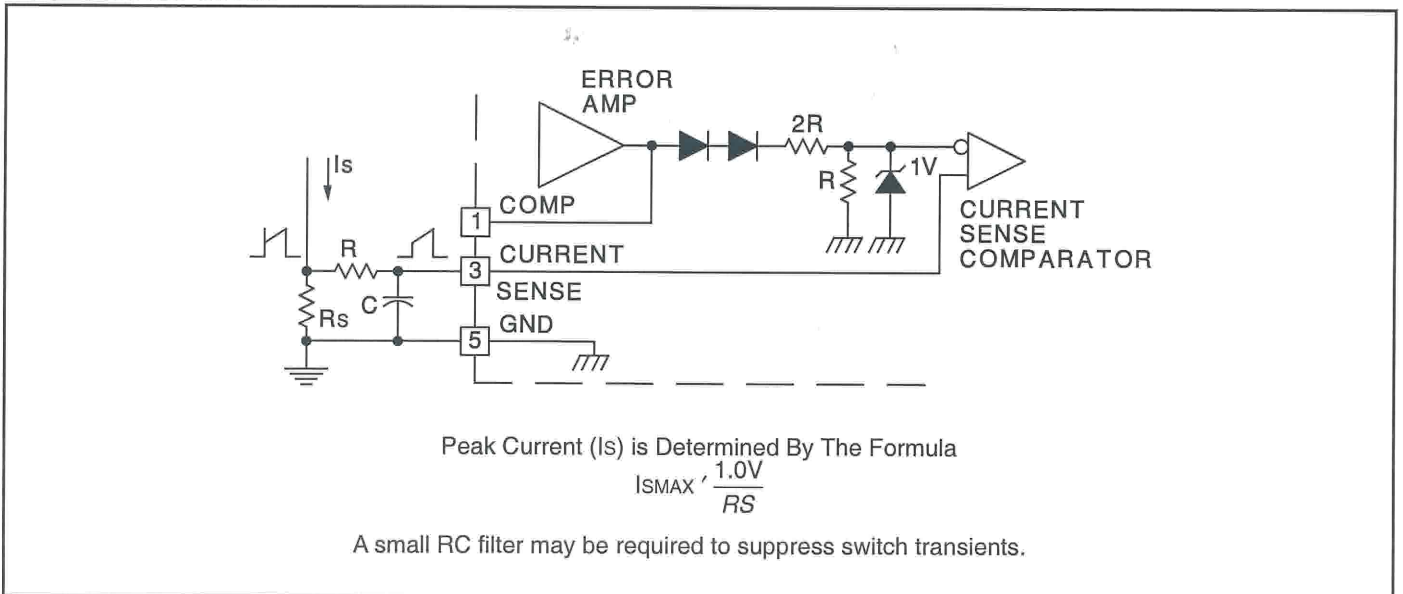 ERROR
AMP
2R
Is
R
1V
1
COMP
CURRENT
SENSE
COMPARATOR
R
3
CURRENT
SENSE
C
Rs
5
GND
Peak Current (Is) is Determined By The Formula
ISMAX ′ 1.0V
RS
A small RC filter may be required to suppress switch transients.